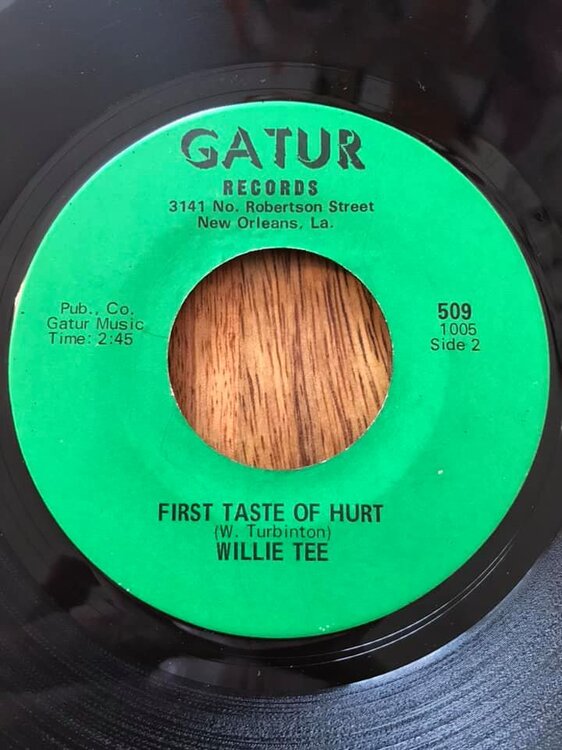 GATUR
RECORDS
3141 No. Robertson Street
New Orleans, La.
Pub., Co.
Gatur Music
Time: 2:45
509
1005
Side 2
FIRST TASTE OF HURT
(W. Turbinton)
WILLIE TEE